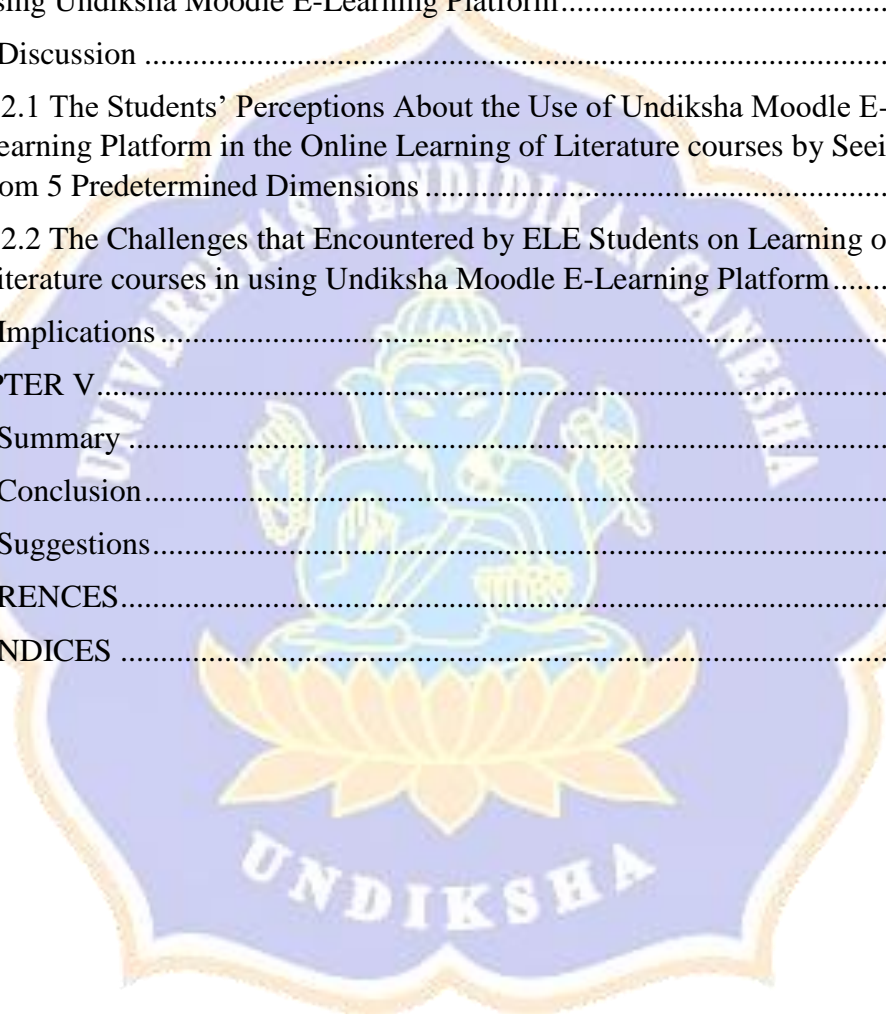 sing Undiksha Moodle E-Learning Platform................................................
Discussion ................................................
2.1 The Students’ Perceptions About the Use of Undiksha Moodle E-
earning Platform in the Online Learning of Literature courses by Seei
om 5 Predetermined Dimensions ................................................
2.2 The Challenges that Encountered by ELE Students on Learning o
iterature courses in using Undiksha Moodle E-Learning Platform.......
Implications ................................................
PTER V................................................
Summary ................................................
Conclusion................................................
Suggestions................................................
RENCES................................................
NDICES ................................................
UNIVERSITAS PENDIDIKAN GANESHA
UNDIKSHA